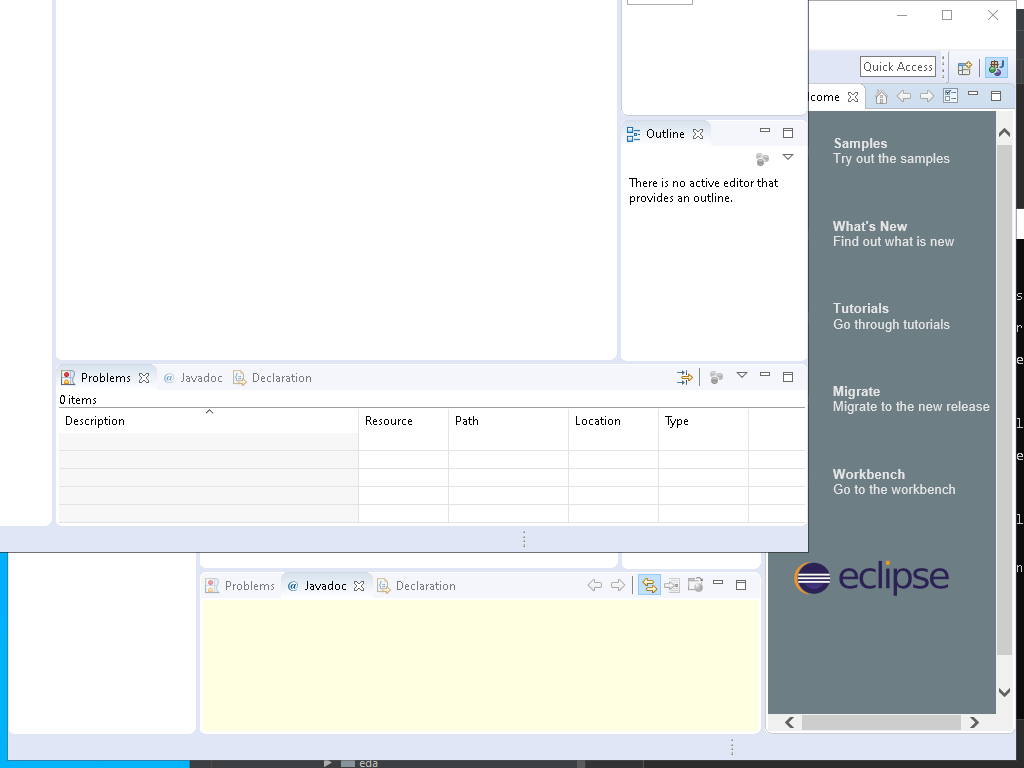 Quick Access
come
Samples
Try out the samples
What's New
Find out what is new
Tutorials
Go through tutorials
Migrate
Migrate to the new release
Workbench
Go to the workbench
eclipse
Outline
There is no active editor that
provides an outline.
Problems @ Javadoc Declaration
0 items
Description Resource Path Location Type
Problems @ Javadoc Declaration
eda